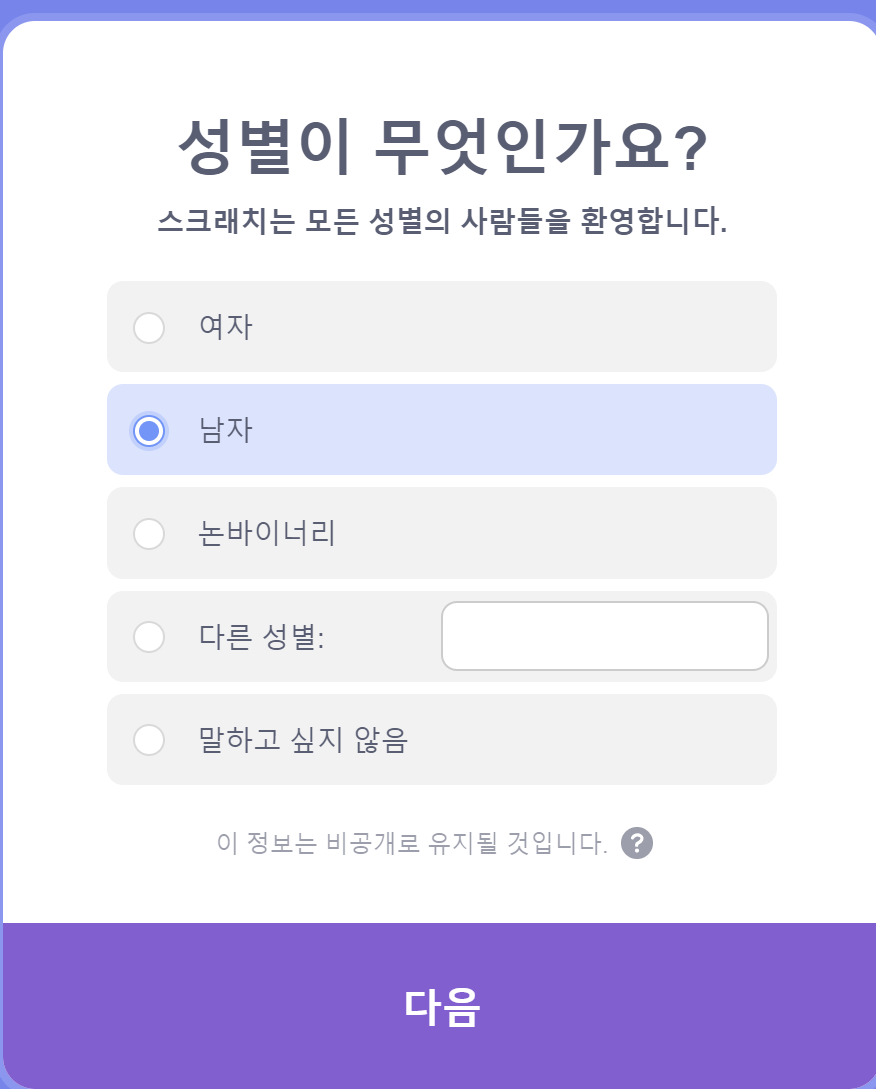 성별이 무엇인가요?
스크래치는 모든 성별의 사람들을 환영합니다.
여자
남자
논바이너리
다른 성별:
말하고 싶지 않음
이 정보는 비공개로 유지될 것입니다. ?
다음